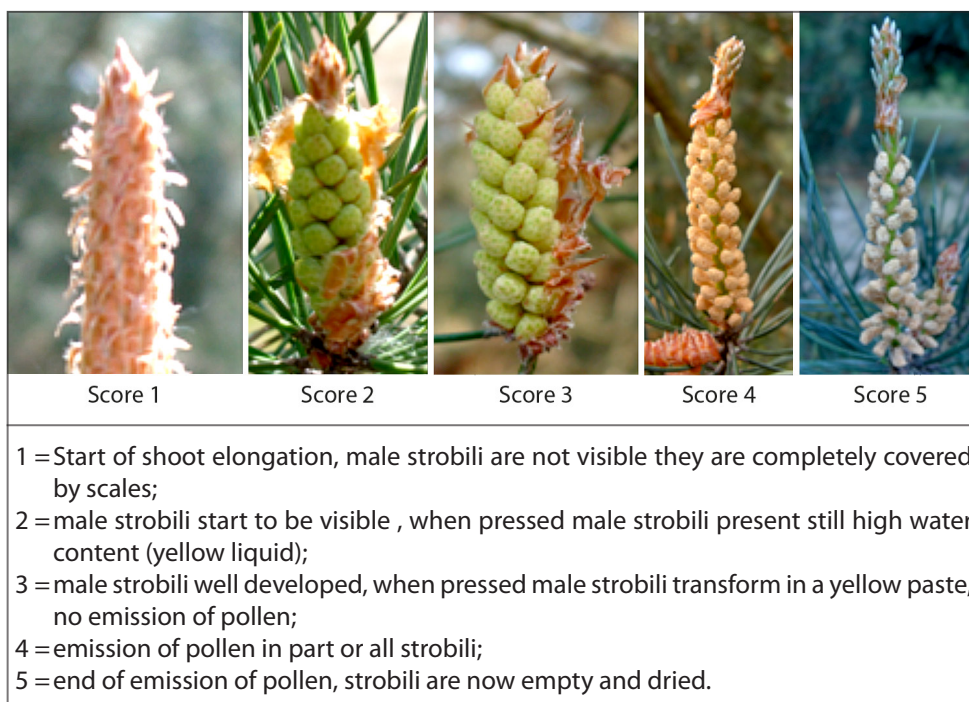 Score 1 Score 2 Score 3 Score 4 Score 5
1 = Start of shoot elongation, male strobili are not visible they are completely covered
by scales;
2 = male strobili start to be visible , when pressed male strobili present still high water
content (yellow liquid);
3 = male strobili well developed, when pressed male strobili transform in a yellow paste,
no emission of pollen;
4 = emission of pollen in part or all strobili;
5 = end of emission of pollen, strobili are now empty and dried.